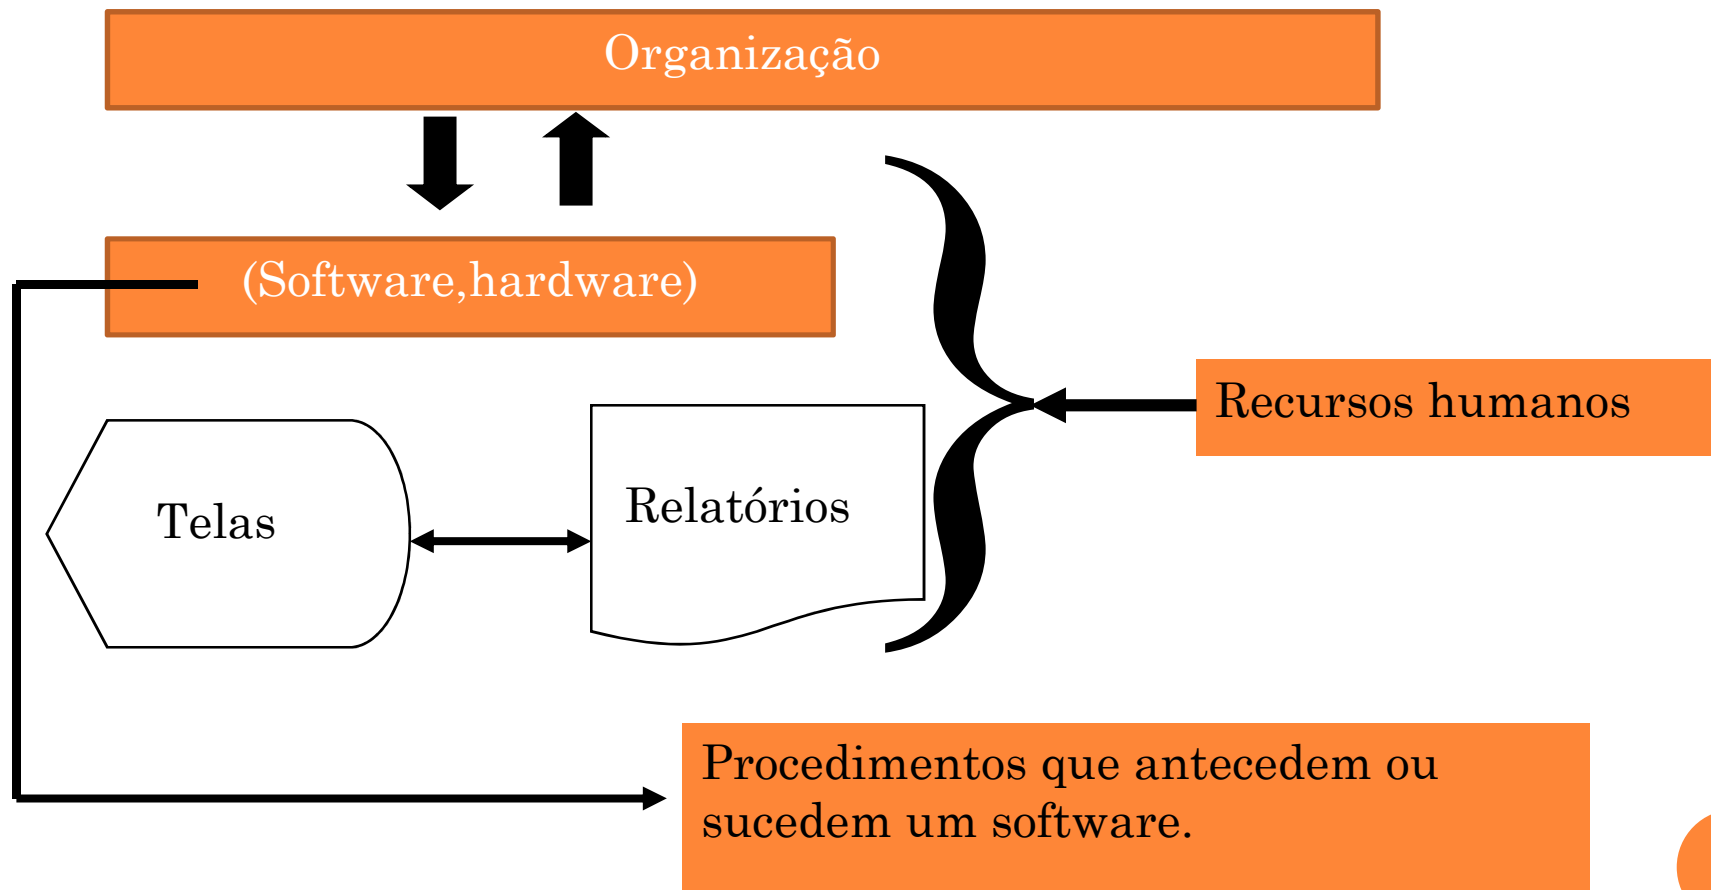 Organização
(Software,hardware)
Recursos humanos
Telas
Relatórios
Procedimentos que antecedem ou
sucedem um software.